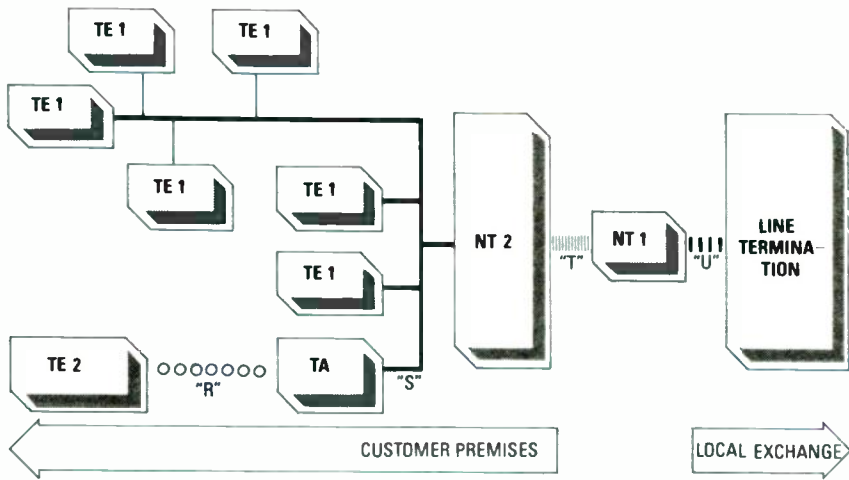 TE 1
TE 1
TE 1
TE 1
TE 1
TE 1
TE 2
"R"
TA
"S"
NT 2
"T"
NT 1
"U"
LINE
TERMINA-
TION
CUSTOMER PREMISES
LOCAL EXCHANGE